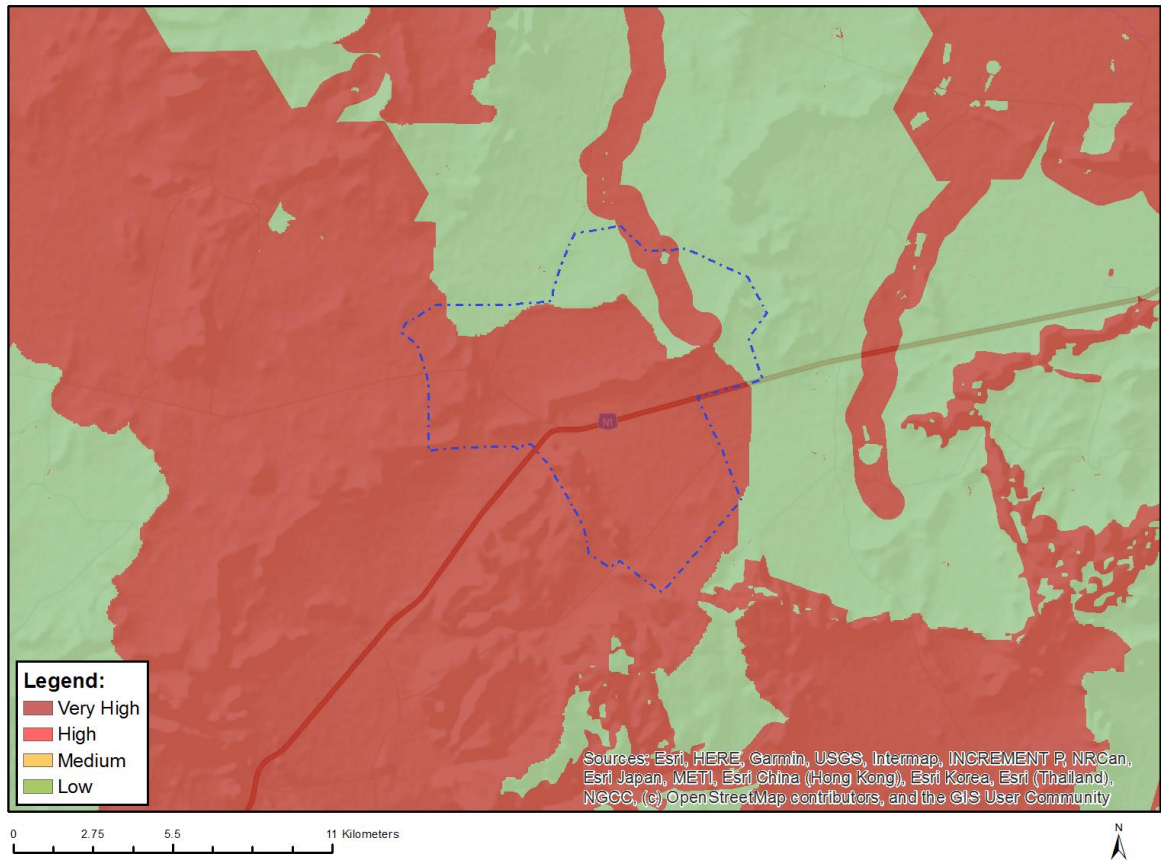 N1
Legend:
Very High
High
Medium
Low
Sources: Esri, HERE, Garmin, USGS, Intermap, INCREMENT P, NRCan,
Esri Japan, METI, Esri China (Hong Kong), Esri Korea, Esri (Thailand),
NGCC, (c) OpenStreetMap contributors, and the GIS User Community
0 2.75 5.5 11 Kilometers
N